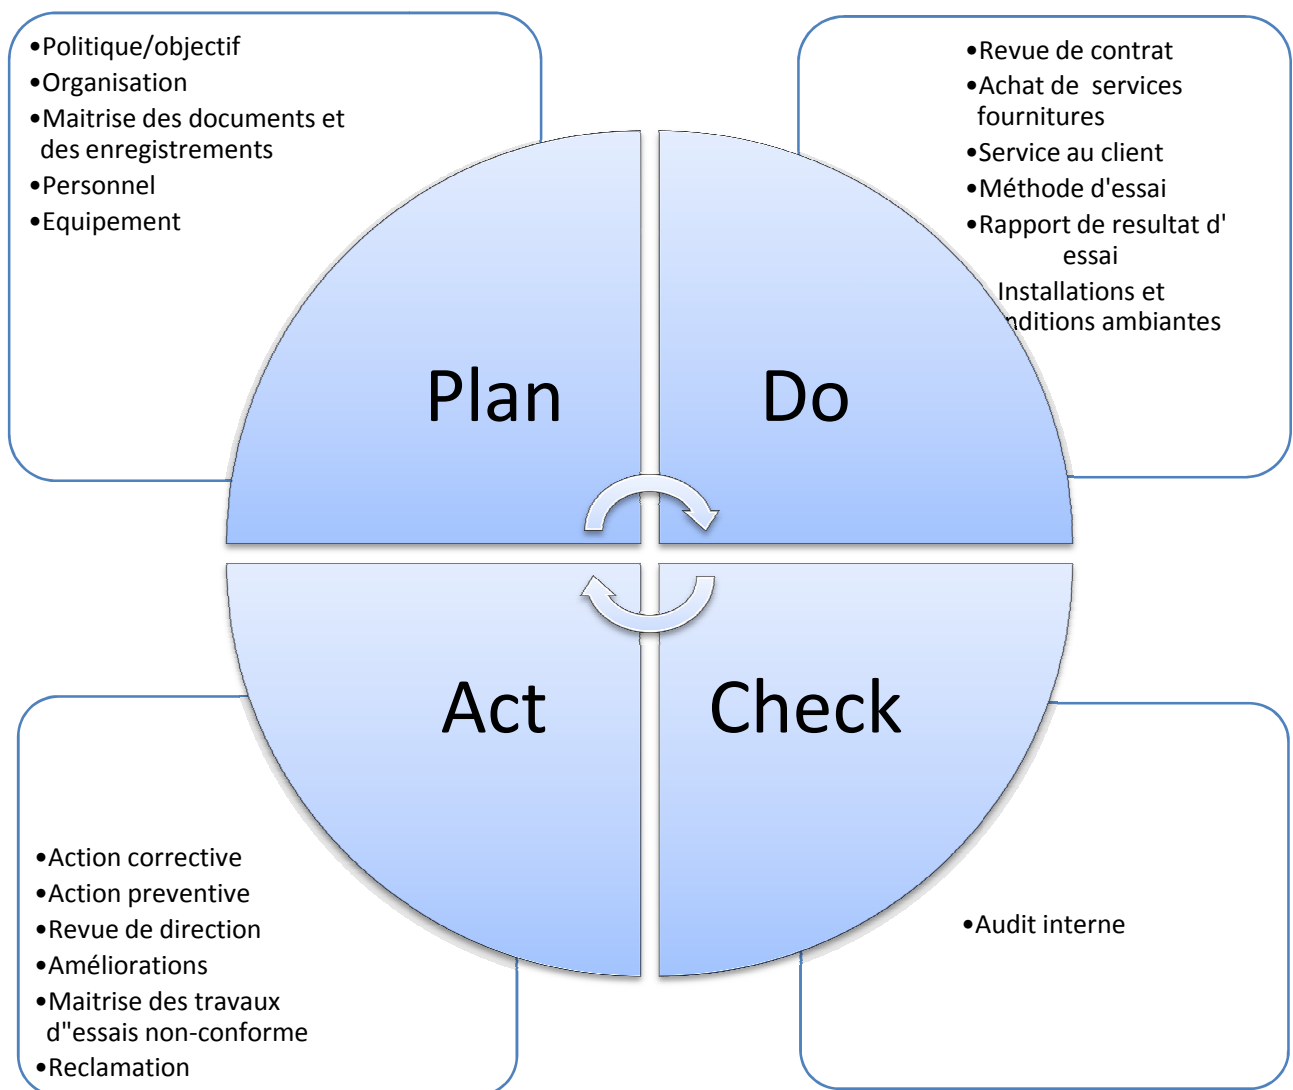 •Politique/objectif
•Organisation
•Maitrise des documents et
des enregistrements
•Personnel
•Equipement
•Revue de contrat
•Achat de services
fournitures
•Service au client
•Méthode d'essai
•Rapport de resultat d'
essai
Installations et
nditions ambiantes
Plan
Do
Act
Check
•Action corrective
•Action preventive
•Revue de direction
•Améliorations
•Maitrise des travaux
d"essais non-conforme
•Reclamation
•Audit interne